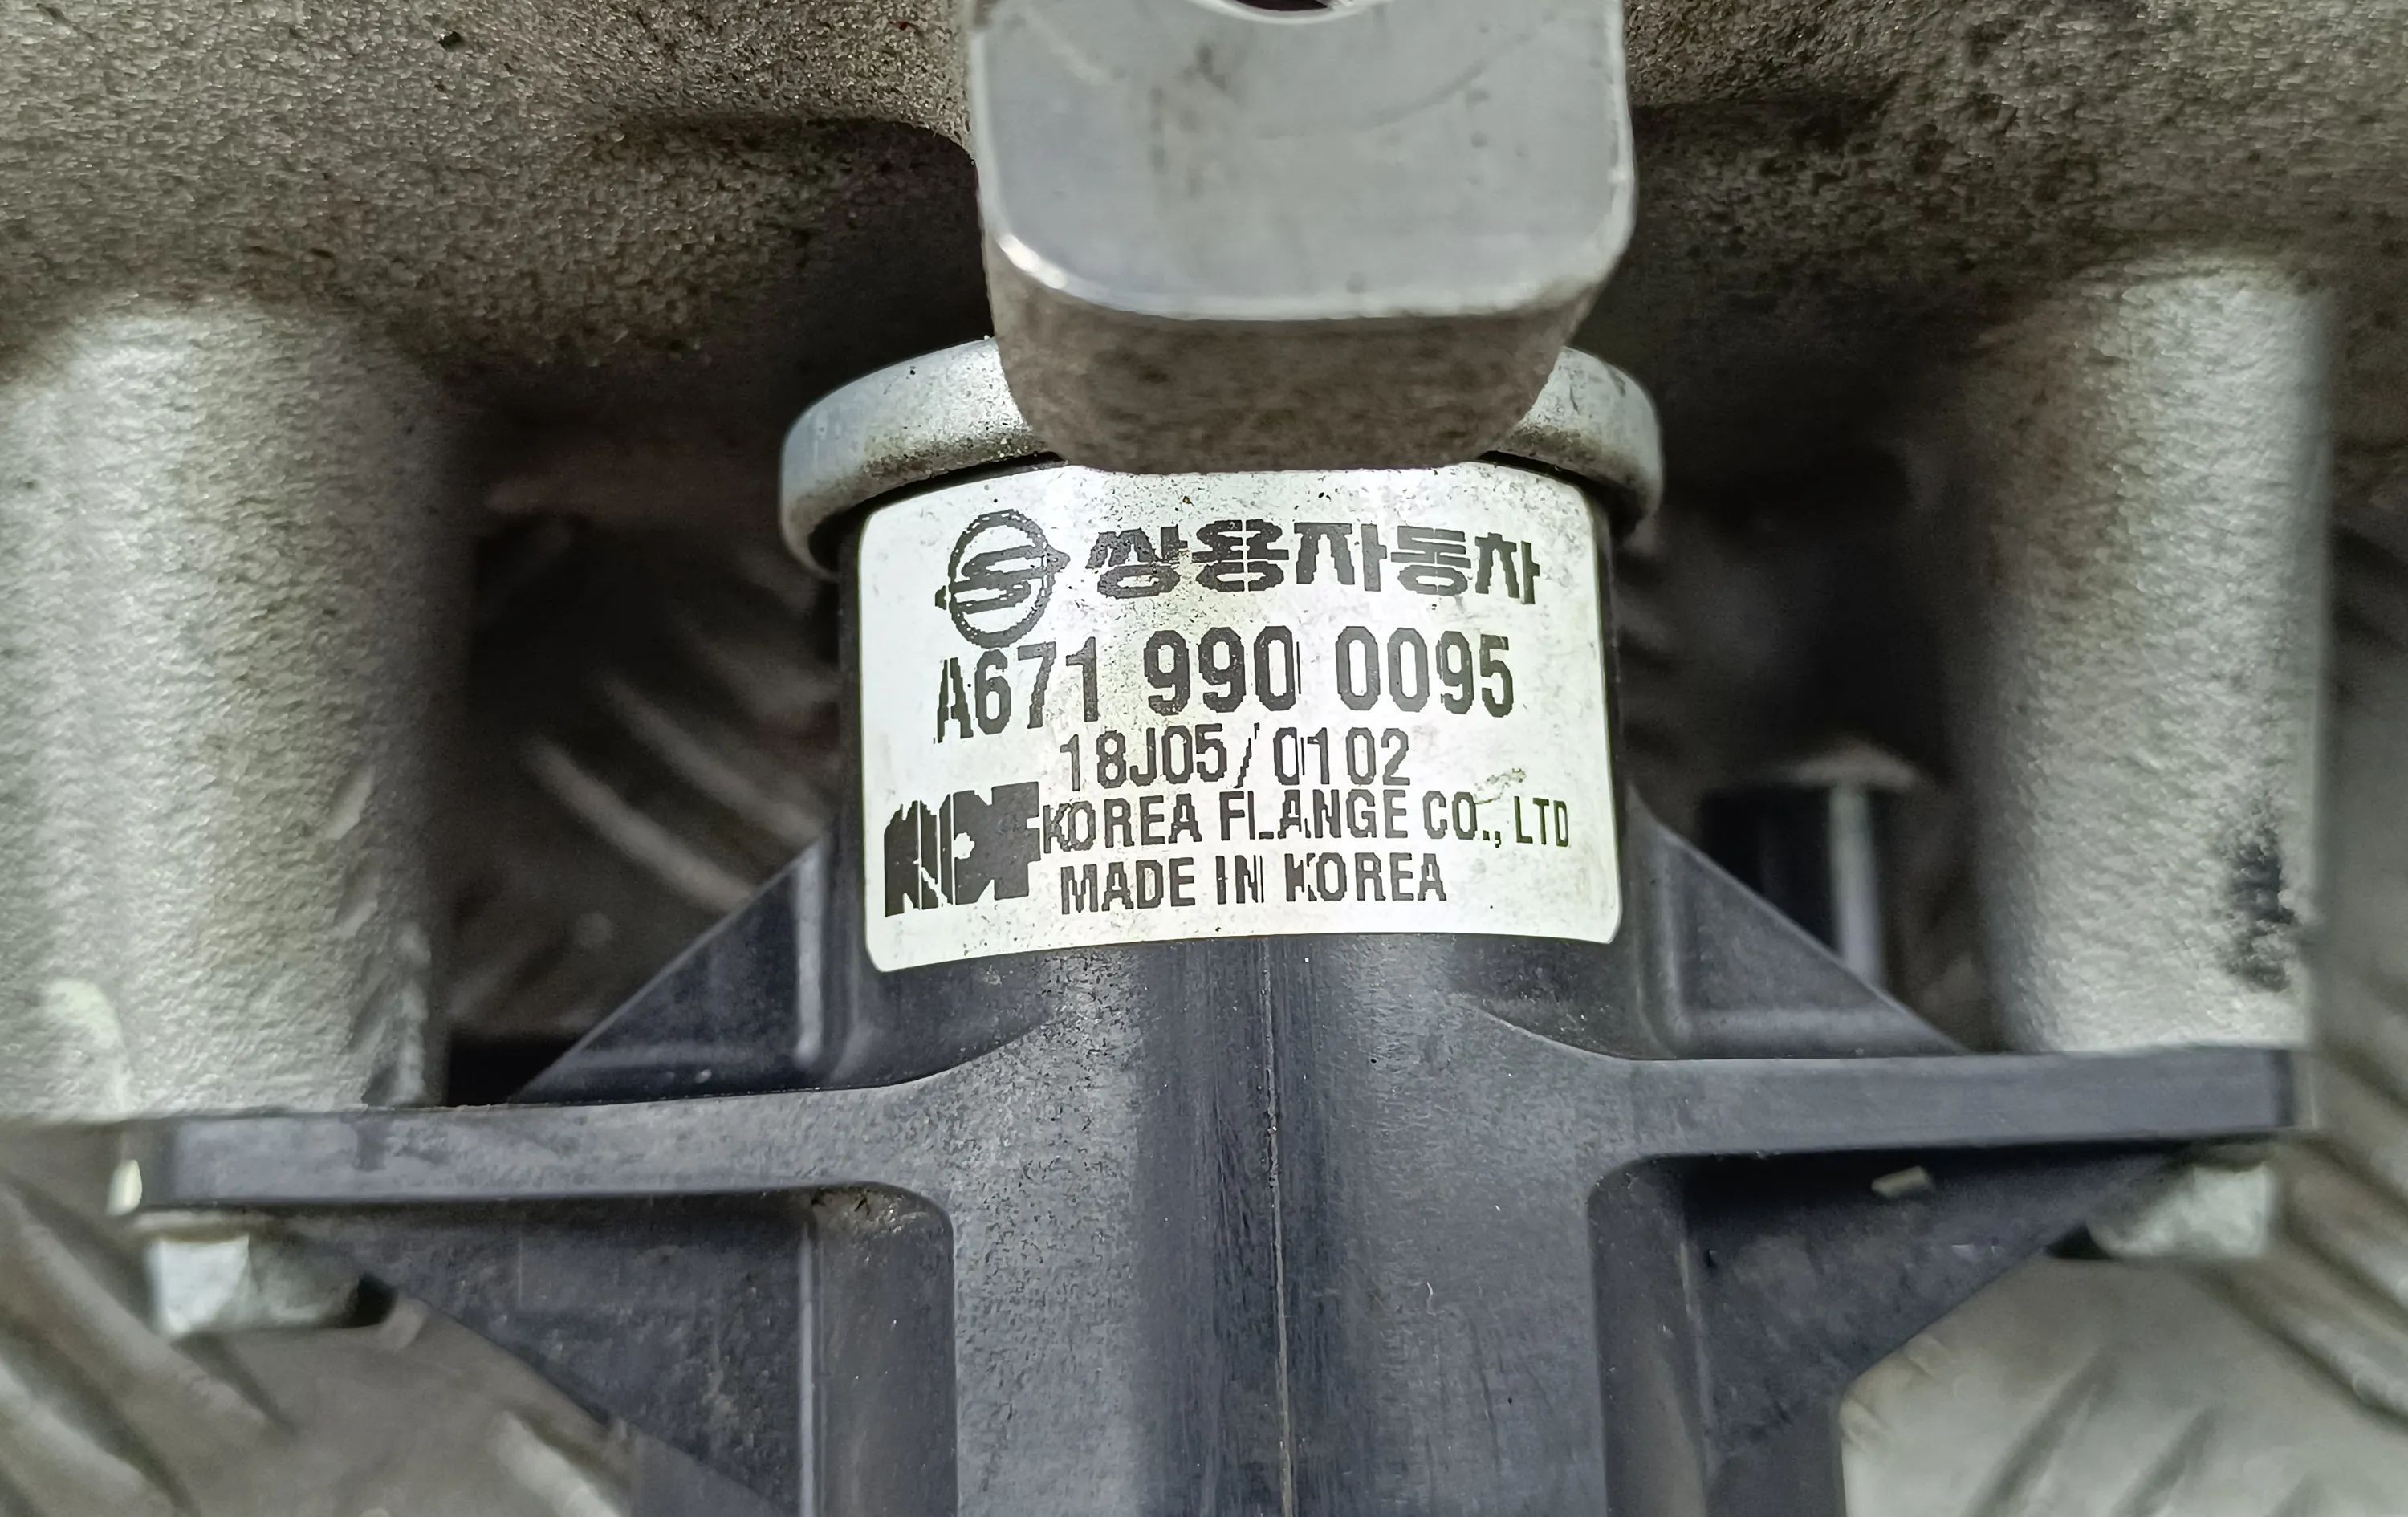 쌍용자동차
A671 990 0095
18J05/0102
KOREA FLANGE CO., LTD
MADE IN KOREA